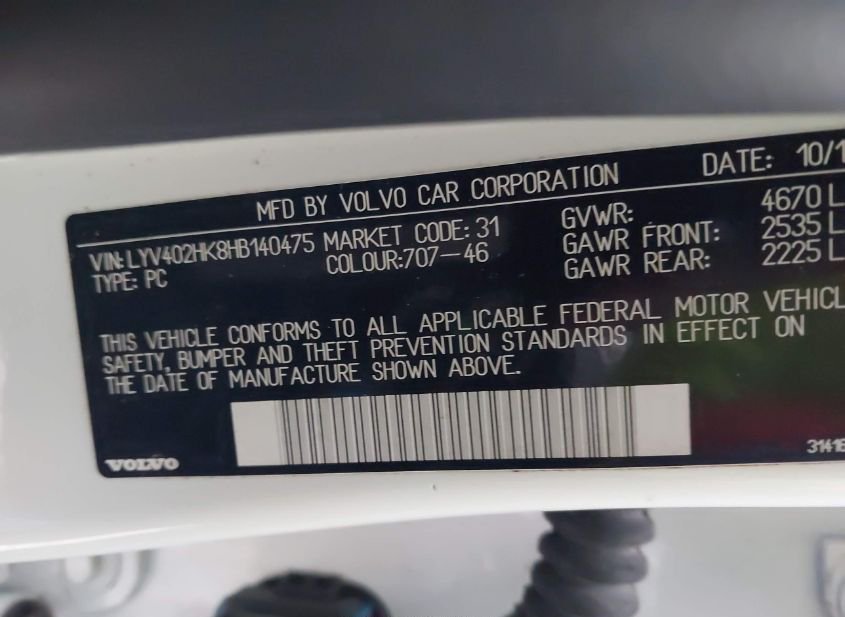 MFD BY VOLVO CAR CORPORATION DATE: 10/1
VIN: LYV402HK8HB140475 MARKET CODE: 31 GVWR: 4670 L
TYPE: PC COLOUR:707-46 GAWR FRONT: 2535 L
GAWR REAR: 2225 L
THIS VEHICLE CONFORMS TO ALL APPLICABLE FEDERAL MOTOR VEHICL
SAFETY, BUMPER AND THEFT PREVENTION STANDARDS IN EFFECT ON
THE DATE OF MANUFACTURE SHOWN ABOVE.
VOLVO 31418